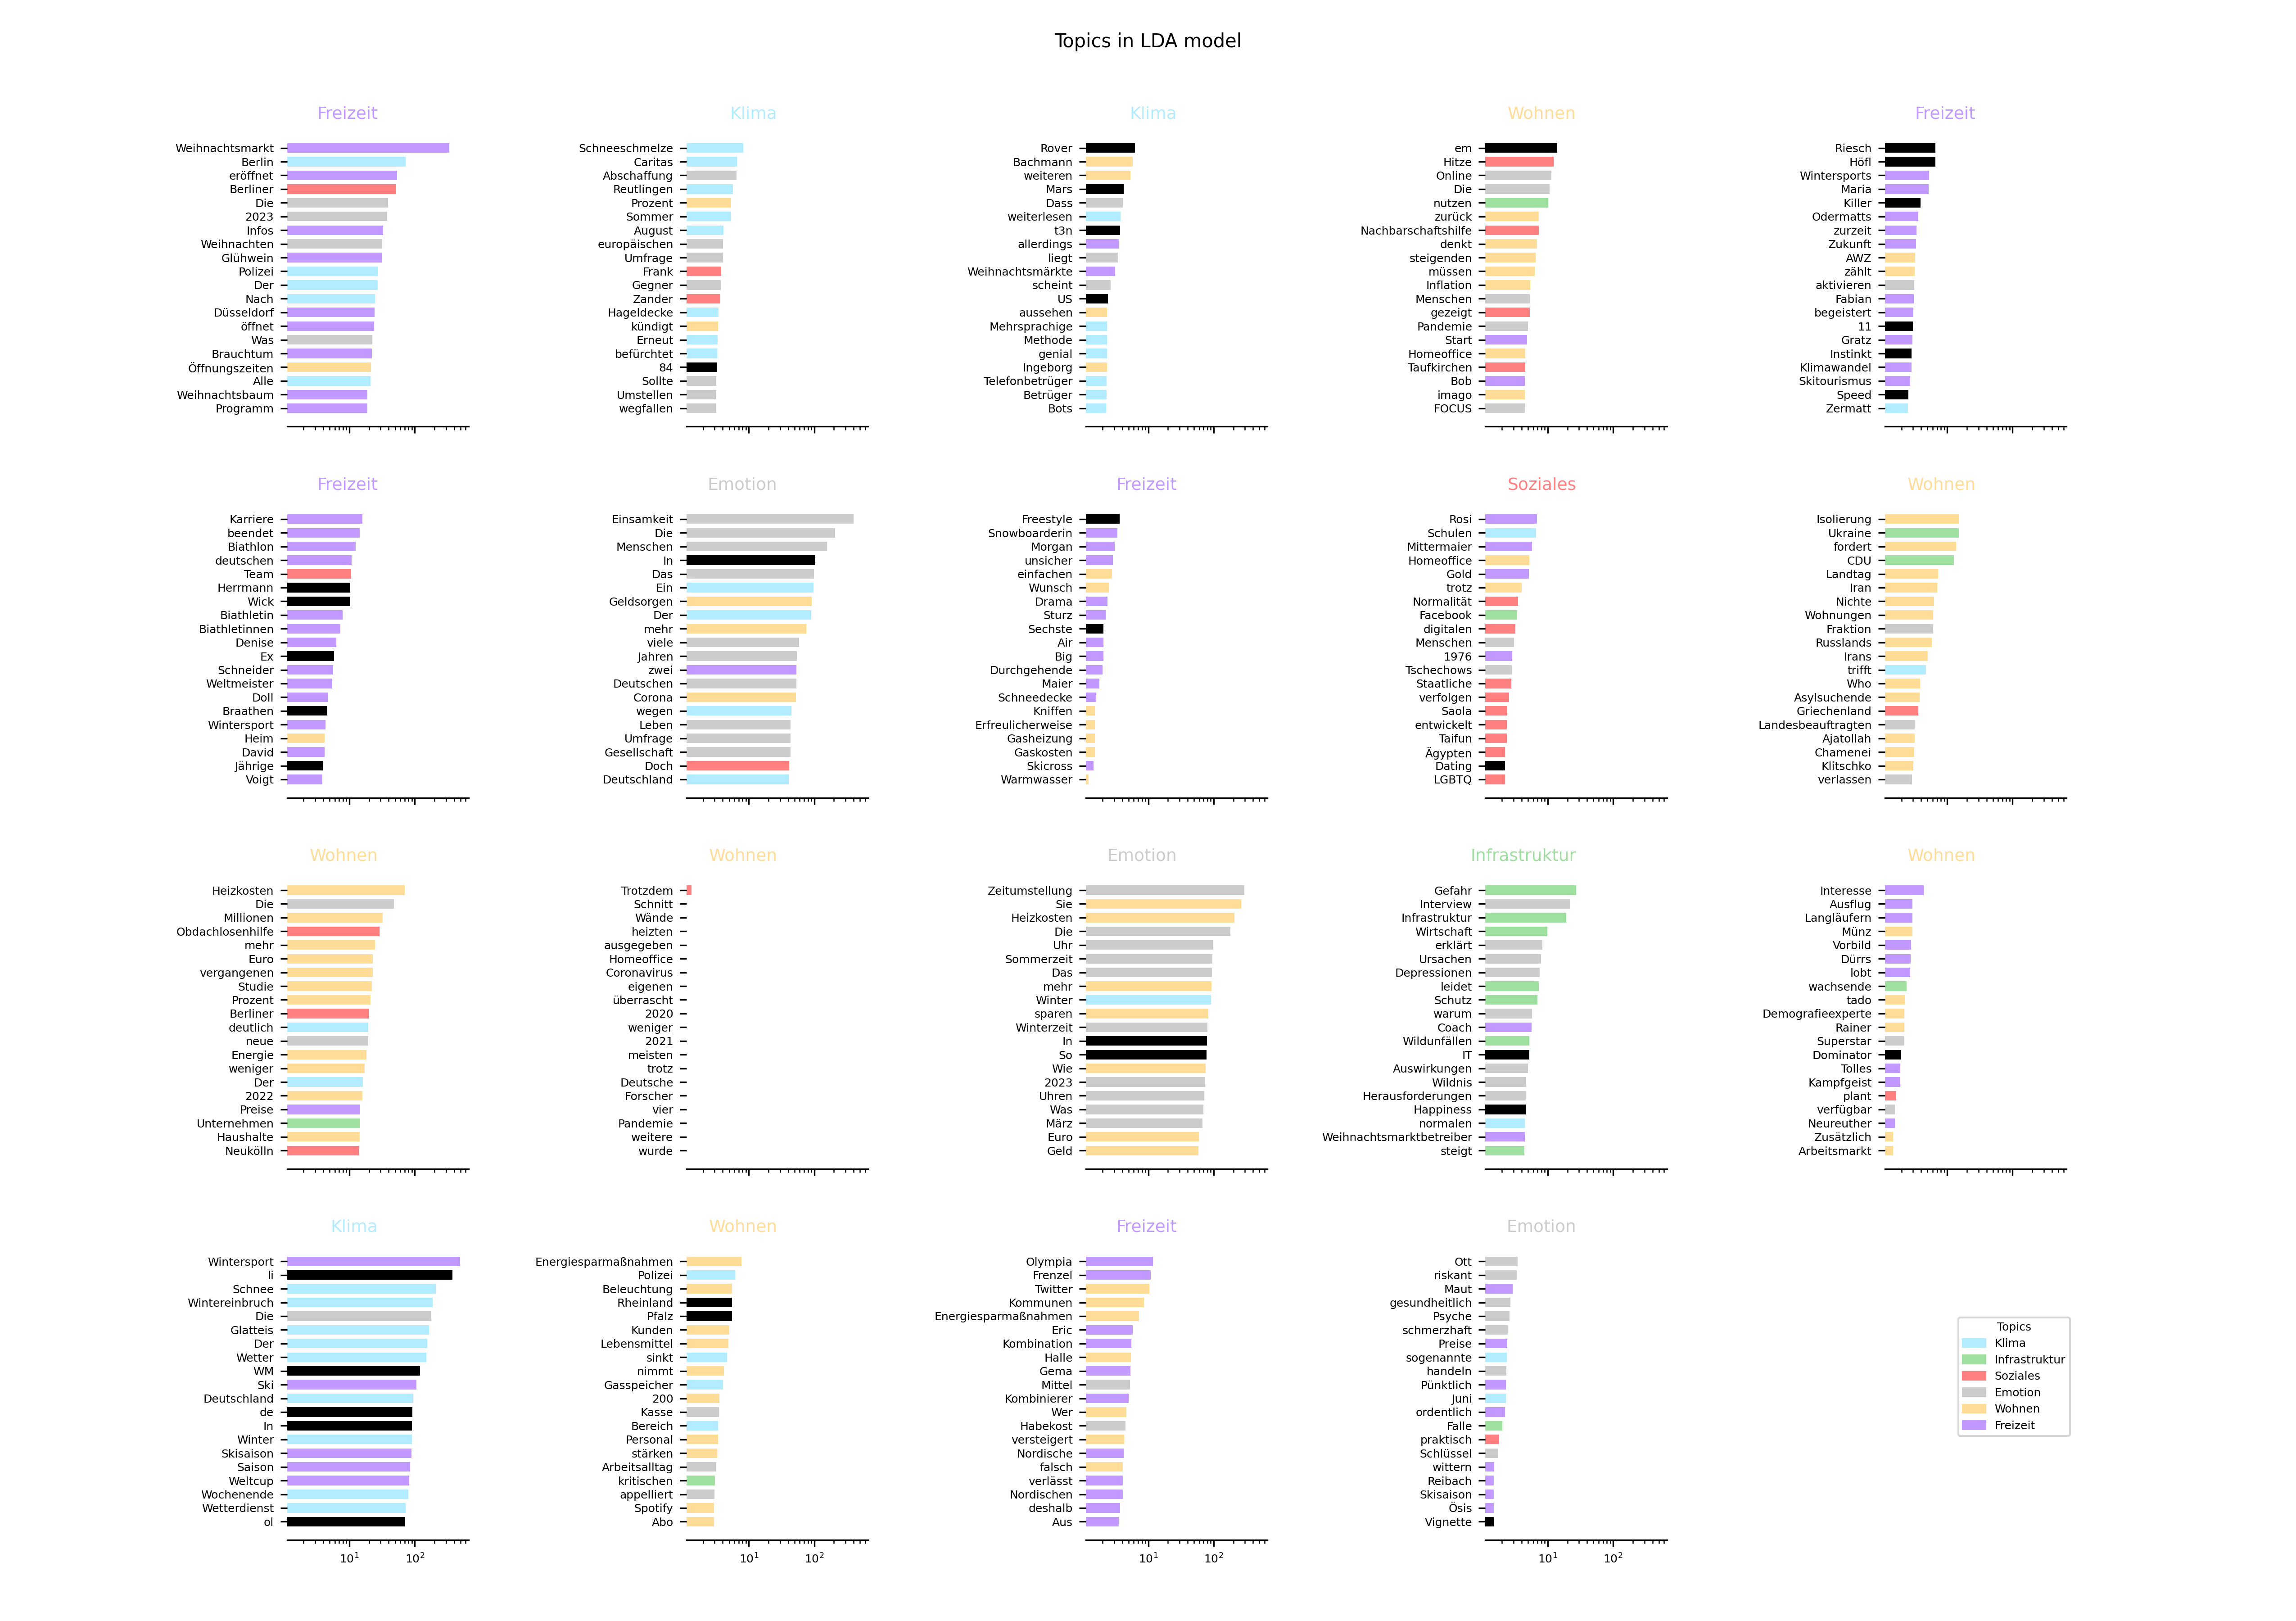 Topics in LDA model
Freizeit
Weihnachtsmarkt
Berlin
eröffnet
Berliner
Die
2023
Infos
Weihnachten
Glühwein
Polizei
Der
Nach
Düsseldorf
öffnet
Was
Brauchtum
Öffnungszeiten
Alle
Weihnachtsbaum
Programm
Klima
Schneeschmelze
Caritas
Abschaffung
Reutlingen
Prozent
Sommer
August
europäischen
Umfrage
Frank
Gegner
Zander
Hageldecke
kündigt
Erneut
befürchtet
84
Sollte
Umstellen
wegfallen
Klima
Rover
Bachmann
weiteren
Mars
Dass
weiterlesen
t3n
allerdings
liegt
Weihnachtsmärkte
scheint
US
aussehen
Mehrsprachige
Methode
genial
Ingeborg
Telefonbetrüger
Betrüger
Bots
Wohnen
em
Hitze
Online
Die
nutzen
zurück
Nachbarschaftshilfe
denkt
steigenden
müssen
Inflation
Menschen
gezeigt
Pandemie
Start
Homeoffice
Taufkirchen
Bob
imago
FOCUS
Freizeit
Riesch
Höfl
Wintersports
Maria
Killer
Odermatts
zurzeit
Zukunft
AWZ
zählt
aktivieren
Fabian
begeistert
11
Gratz
Instinkt
Klimawandel
Skitourismus
Speed
Zermatt
Freizeit
Karriere
beendet
Biathlon
deutschen
Team
Herrmann
Wick
Biathletin
Biathletinnen
Denise
Ex
Schneider
Weltmeister
Doll
Braathen
Wintersport
Heim
David
Jährige
Voigt
Emotion
Einsamkeit
Die
Menschen
In
Das
Ein
Geldsorgen
Der
mehr
viele
Jahren
zwei
Deutschen
Corona
wegen
Leben
Umfrage
Gesellschaft
Doch
Deutschland
Freizeit
Freestyle
Snowboarderin
Morgan
unsicher
einfachen
Wunsch
Drama
Sturz
Sechste
Air
Big
Durchgehende
Maier
Schneedecke
Kniffen
Erfreulicherweise
Gasheizung
Gaskosten
Skicross
Warmwasser
Soziales
Rosi
Schulen
Mittermaier
Homeoffice
Gold
trotz
Normalität
Facebook
digitalen
Menschen
1976
Tschechows
Staatliche
verfolgen
Saola
entwickelt
Taifun
Ägypten
Dating
LGBTQ
Wohnen
Isolierung
Ukraine
fordert
CDU
Landtag
Iran
Nichte
Wohnungen
Fraktion
Russlands
Irans
trifft
Who
Asylsuchende
Griechenland
Landesbeauftragten
Ajatollah
Chamenei
Klitschko
verlassen
Wohnen
Heizkosten
Die
Millionen
Obdachlosenhilfe
mehr
Euro
vergangenen
Studie
Prozent
Berliner
deutlich
neue
Energie
weniger
Der
2022
Preise
Unternehmen
Haushalte
Neukölln
Wohnen
Trotzdem
Schnitt
Wände
heizten
ausgegeben
Homeoffice
Coronavirus
eigenen
überrascht
2020
weniger
2021
meisten
trotz
Deutsche
Forscher
vier
Pandemie
weitere
wurde
Emotion
Zeitumstellung
Sie
Heizkosten
Die
Uhr
Sommerzeit
Das
mehr
Winter
sparen
Winterzeit
In
So
Wie
2023
Uhren
Was
März
Euro
Geld
Infrastruktur
Gefahr
Interview
Infrastruktur
Wirtschaft
erklärt
Ursachen
Depressionen
leidet
Schutz
warum
Coach
Wildunfällen
IT
Auswirkungen
Wildnis
Herausforderungen
Happiness
normalen
Weihnachtsmarktbetreiber
steigt
Wohnen
Interesse
Ausflug
Langläufern
Münz
Vorbild
Dürrs
lobt
wachsende
tado
Demografieexperte
Rainer
Superstar
Dominator
Tolles
Kampfgeist
plant
verfügbar
Neureuther
Zusätzlich
Arbeitsmarkt
Klima
Wintersport
li
Schnee
Wintereinbruch
Die
Glatteis
Der
Wetter
WM
Ski
Deutschland
de
In
Winter
Skisaison
Saison
Weltcup
Wochenende
Wetterdienst
ol
10¹ 10²
Wohnen
Energiesparmaßnahmen
Polizei
Beleuchtung
Rheinland
Pfalz
Kunden
Lebensmittel
sinkt
nimmt
Gasspeicher
200
Kasse
Bereich
Personal
stärken
Arbeitsalltag
kritischen
appelliert
Spotify
Abo
10¹ 10²
Freizeit
Olympia
Frenzel
Twitter
Kommunen
Energiesparmaßnahmen
Eric
Kombination
Halle
Gema
Mittel
Kombinierer
Wer
Habekost
versteigert
Nordische
falsch
verlässt
Nordischen
deshalb
Aus
10¹ 10²
Emotion
Ott
riskant
Maut
gesundheitlich
Psyche
schmerzhaft
Preise
sogenannte
handeln
Pünktlich
Juni
ordentlich
Falle
praktisch
Schlüssel
wittern
Reibach
Skisaison
Ösis
Vignette
10¹ 10²
Topics
Klima
Infrastruktur
Soziales
Emotion
Wohnen
Freizeit